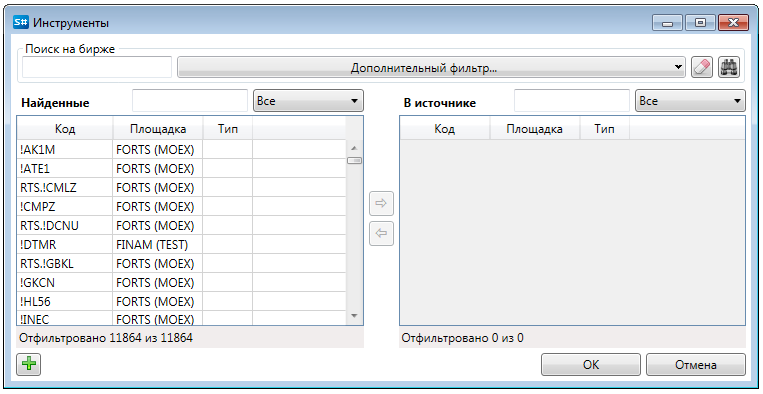 S# Инструменты
Поиск на бирже
Дополнительный фильтр...
Найденные Все
Код Площадка Тип
!AK1M FORTS (MOEX)
!ATE1 FORTS (MOEX)
RTS.!CMLZ FORTS (MOEX)
!CMPZ FORTS (MOEX)
RTS.!DCNU FORTS (MOEX)
!DTMR FINAM (TEST)
RTS.!GBKL FORTS (MOEX)
!GKCN FORTS (MOEX)
!HL56 FORTS (MOEX)
!INEC FORTS (MOEX)
Отфильтровано 11864 из 11864
В источнике Все
Код Площадка Тип
Отфильтровано 0 из 0
OK Отмена